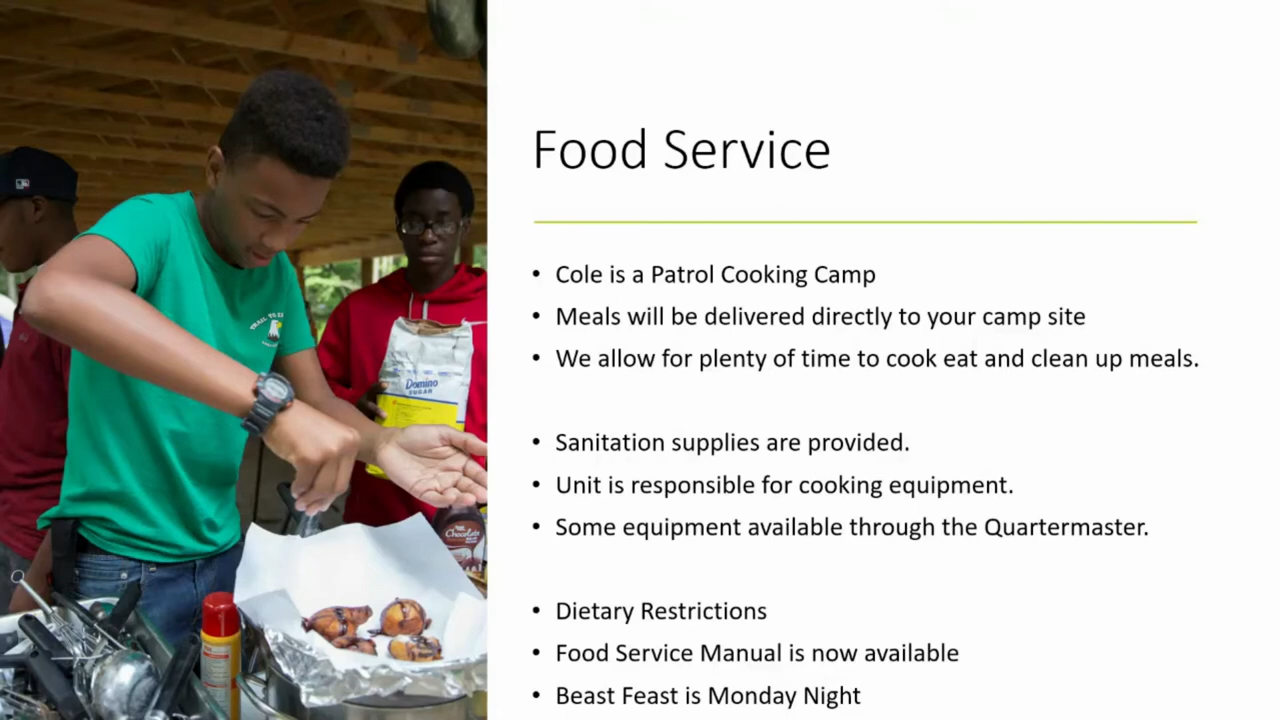 Food Service
• Cole is a Patrol Cooking Camp
• Meals will be delivered directly to your camp site
• We allow for plenty of time to cook eat and clean up meals.
• Sanitation supplies are provided.
• Unit is responsible for cooking equipment.
• Some equipment available through the Quartermaster.
• Dietary Restrictions
• Food Service Manual is now available
• Beast Feast is Monday Night
Domino
SUGAR
Chocolate